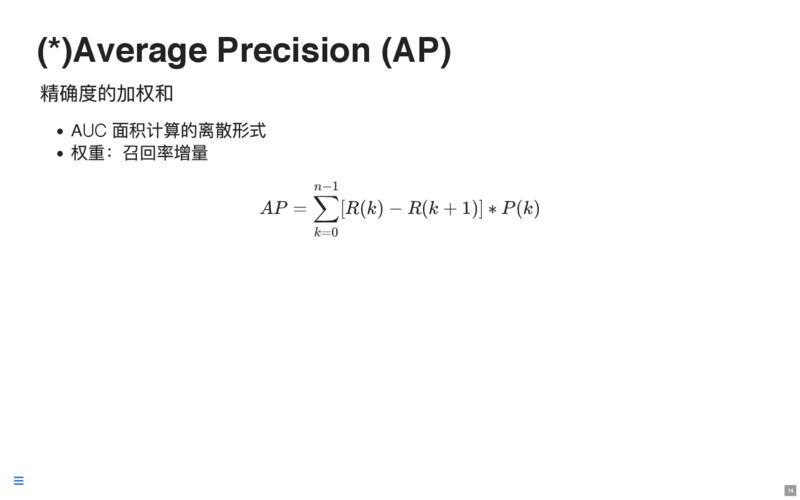 (*)Average Precision (AP)
精确度的加权和
• AUC 面积计算的离散形式
• 权重：召回率增量
AP = \sum_{k=0}^{n-1} [R(k) − R(k + 1)] ∗ P(k)
14